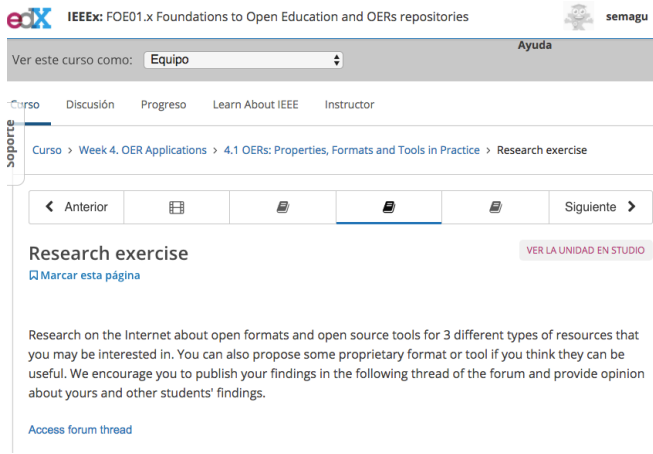 edX IEEEx: FOE01.x Foundations to Open Education and OERs repositories semagu
Ayuda
Ver este curso como: Equipo
Curso Discusión Progreso Learn About IEEE Instructor
Soporte
Curso > Week 4. OER Applications > 4.1 OERs: Properties, Formats and Tools in Practice > Research exercise
Anterior Siguiente
Research exercise VER LA UNIDAD EN STUDIO
Marcar esta página
Research on the Internet about open formats and open source tools for 3 different types of resources that
you may be interested in. You can also propose some proprietary format or tool if you think they can be
useful. We encourage you to publish your findings in the following thread of the forum and provide opinion
about yours and other students' findings.
Access forum thread